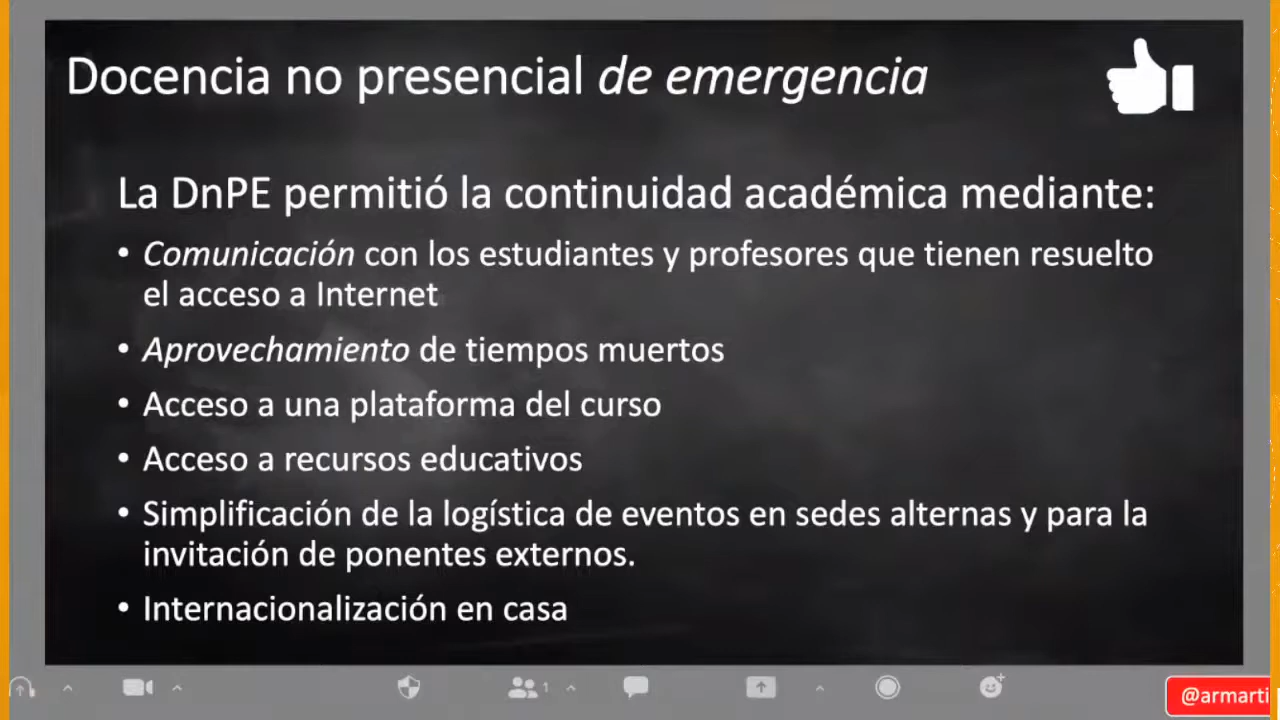 Docencia no presencial de emergencia
La DnPE permitió la continuidad académica mediante:
• Comunicación con los estudiantes y profesores que tienen resuelto
el acceso a Internet
• Aprovechamiento de tiempos muertos
• Acceso a una plataforma del curso
• Acceso a recursos educativos
• Simplificación de la logística de eventos en sedes alternas y para la
invitación de ponentes externos.
• Internacionalización en casa
1
@armarti